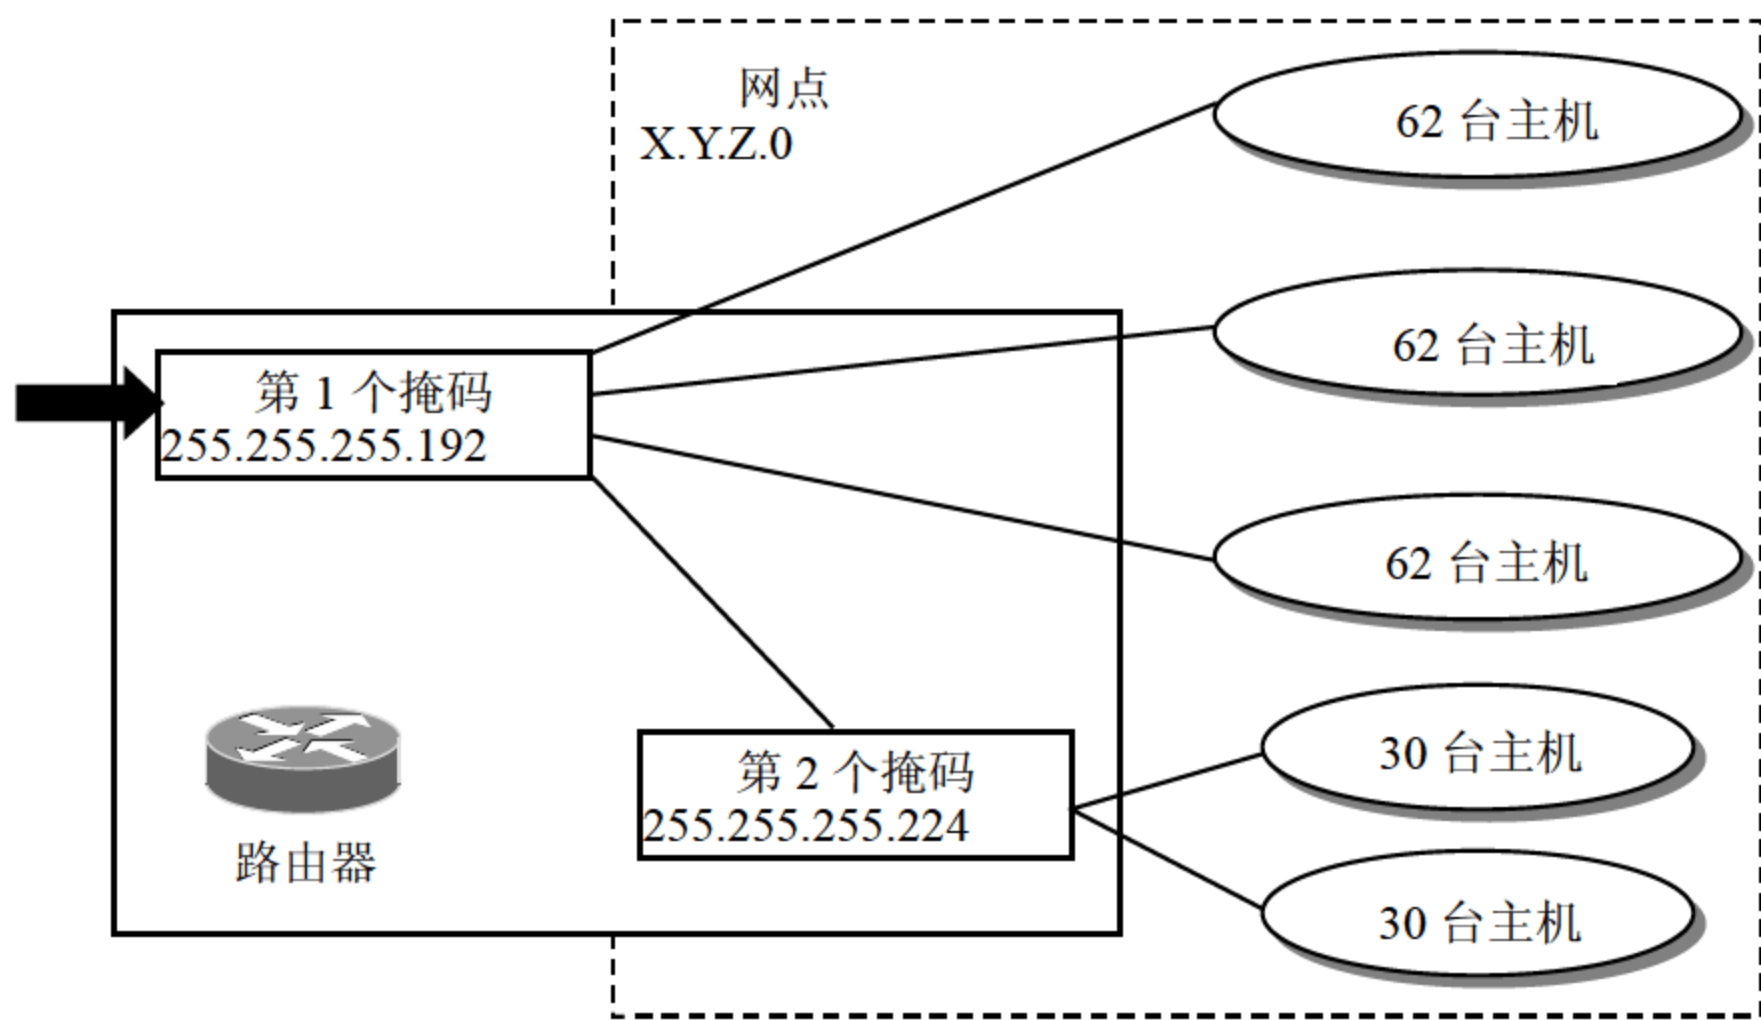 网点
X.Y.Z.0
62 台主机
62 台主机
第 1 个掩码
255.255.255.192
62 台主机
第 2 个掩码
255.255.255.224
30 台主机
路由器
30 台主机